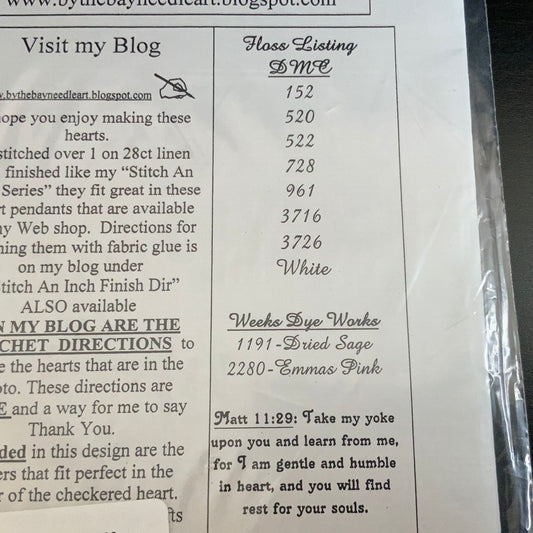 www.bythebayneedleart.blogspot.com
Visit my Blog
.bythebayneedleart.blogspot.com
ope you enjoy making these
hearts.
stitched over 1 on 28ct linen
finished like my “Stitch An
Series” they fit great in these
t pendants that are available
y Web shop. Directions for
ing them with fabric glue is
on my blog under
titch An Inch Finish Dir”
ALSO available
N MY BLOG ARE THE
CHET DIRECTIONS to
e the hearts that are in the
oto. These directions are
E and a way for me to say
Thank You.
ded in this design are the
ers that fit perfect in the
r of the checkered heart.
fts
Floss Listing
DMC
152
520
522
728
961
3716
3726
White
Weeks Dye Works
1191-Dried Sage
2280-Emmas Pink
Matt 11:29: Take my yoke
upon you and learn from me,
for I am gentle and humble
in heart, and you will find
rest for your souls.